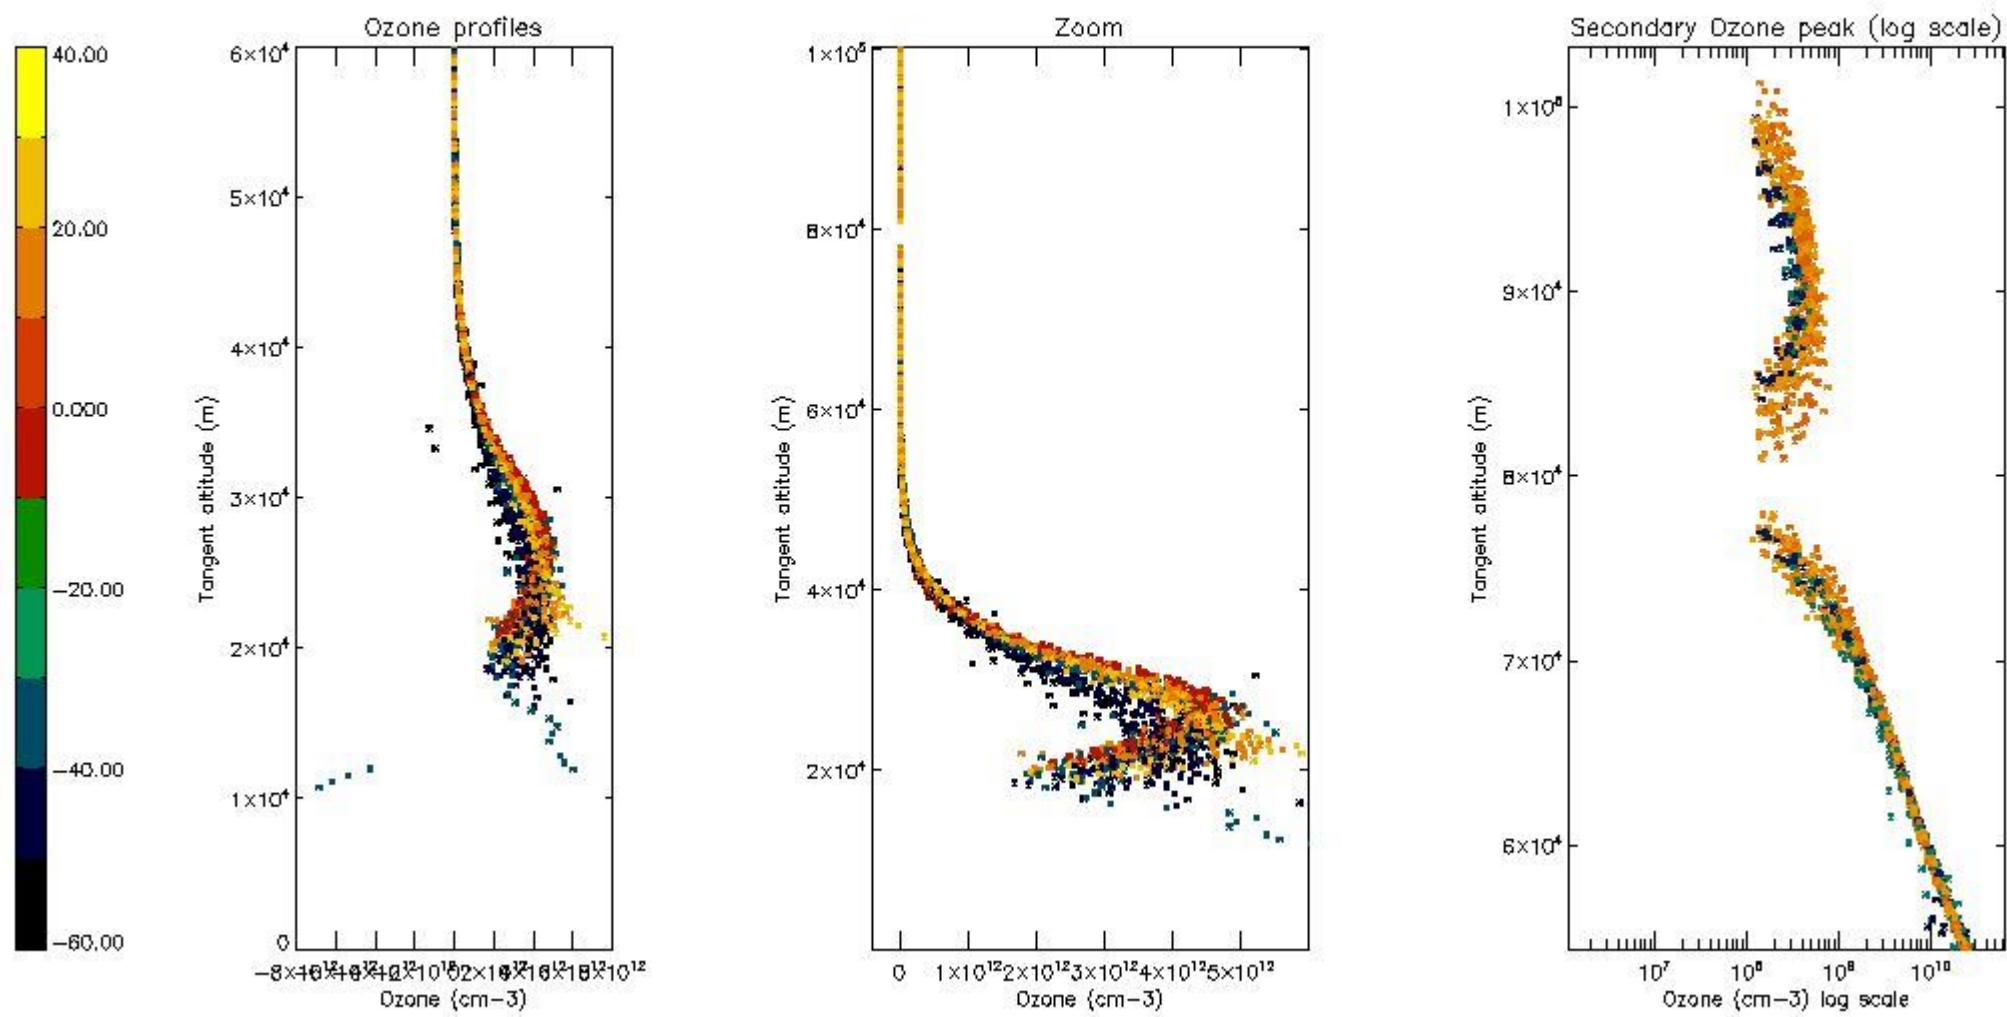 Ozone profiles
Zoom
Secondary Ozone peak (log scale)
40.00
20.00
0.000
−20.00
−40.00
−60.00
Tangent altitude (m)
6×10⁴
5×10⁴
4×10⁴
3×10⁴
2×10⁴
1×10⁴
0
Ozone (cm−3)
Tangent altitude (m)
1×10⁵
8×10⁴
6×10⁴
4×10⁴
2×10⁴
0 1×10¹² 2×10¹² 3×10¹² 4×10¹² 5×10¹²
Ozone (cm−3)
Tangent altitude (m)
1×10⁵
9×10⁴
8×10⁴
7×10⁴
6×10⁴
10⁷ 10⁸ 10⁹ 10¹⁰
Ozone (cm−3) log scale